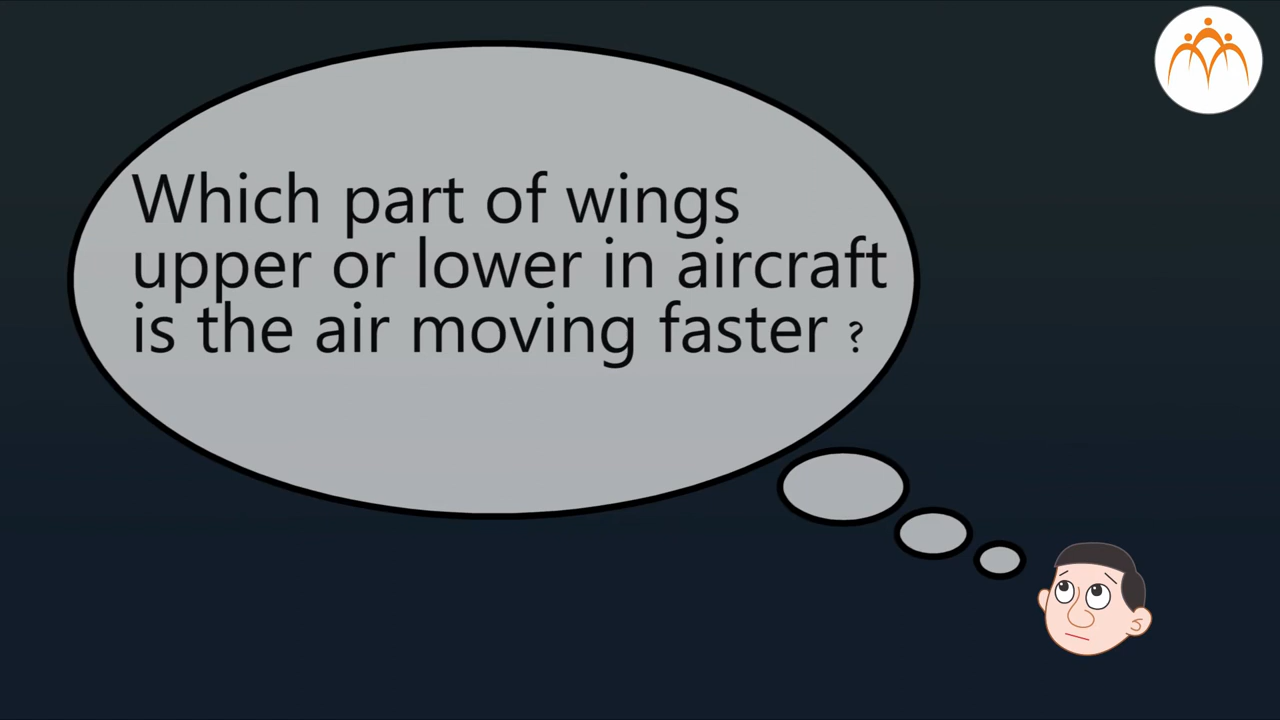 Which part of wings
upper or lower in aircraft
is the air moving faster ?